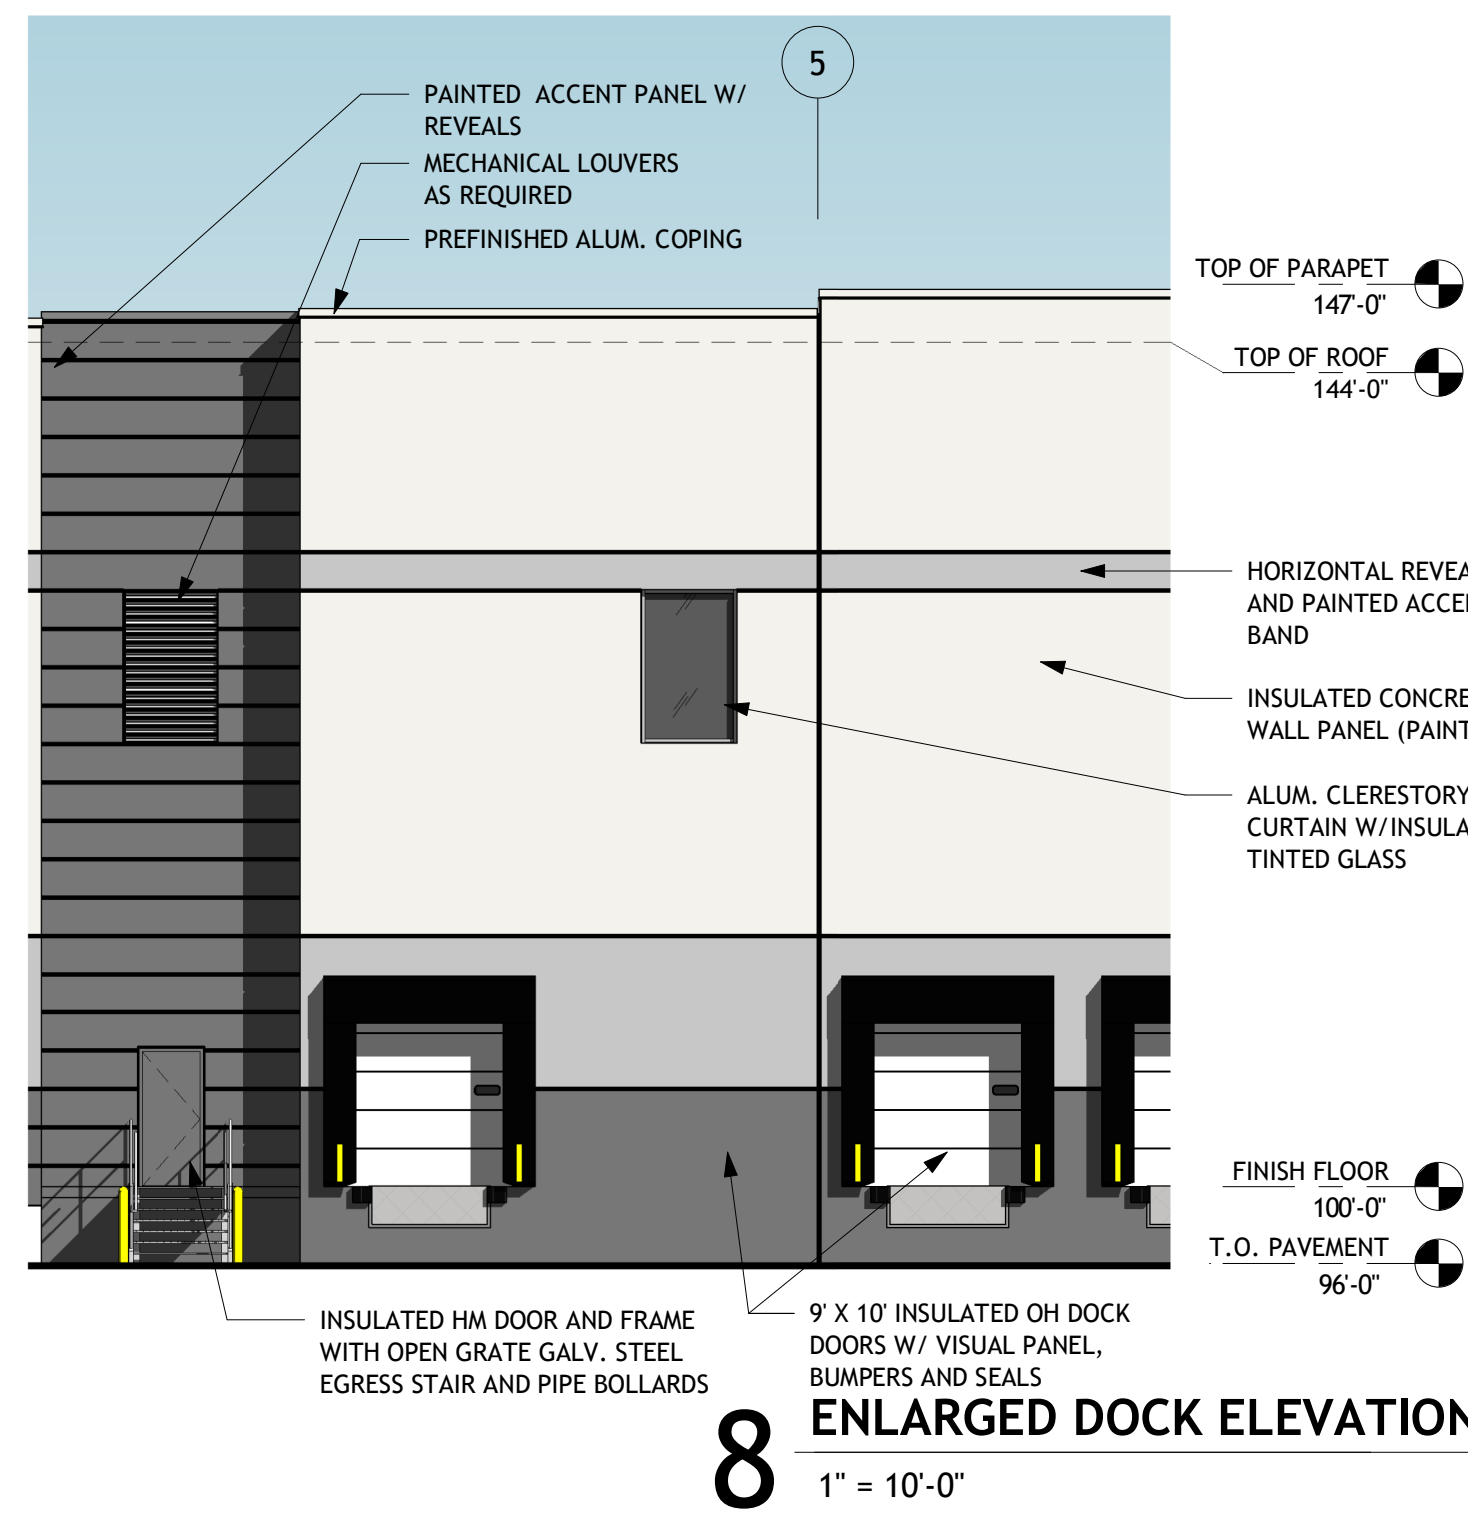 5
PAINTED ACCENT PANEL W/
REVEALS
MECHANICAL LOUVERS
AS REQUIRED
PREFINISHED ALUM. COPING
TOP OF PARAPET
147'-0"
TOP OF ROOF
144'-0"
HORIZONTAL REVEA
AND PAINTED ACCE
BAND
INSULATED CONCRE
WALL PANEL (PAINT
ALUM. CLERESTORY
CURTAIN W/INSULA
TINTED GLASS
FINISH FLOOR
100'-0"
T.O. PAVEMENT
96'-0"
INSULATED HM DOOR AND FRAME
WITH OPEN GRATE GALV. STEEL
EGRESS STAIR AND PIPE BOLLARDS
9' X 10' INSULATED OH DOCK
DOORS W/ VISUAL PANEL,
BUMPERS AND SEALS
8 ENLARGED DOCK ELEVATION
1" = 10'-0"